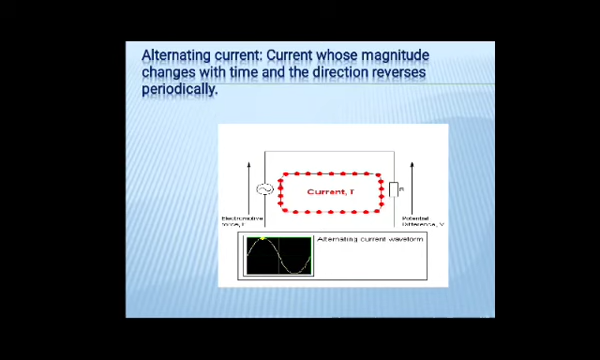 Alternating current: Current whose magnitude
changes with time and the direction reverses
periodically.
Current, I
Electromotive
force, E
Potential
Difference, V
Alternating current waveform